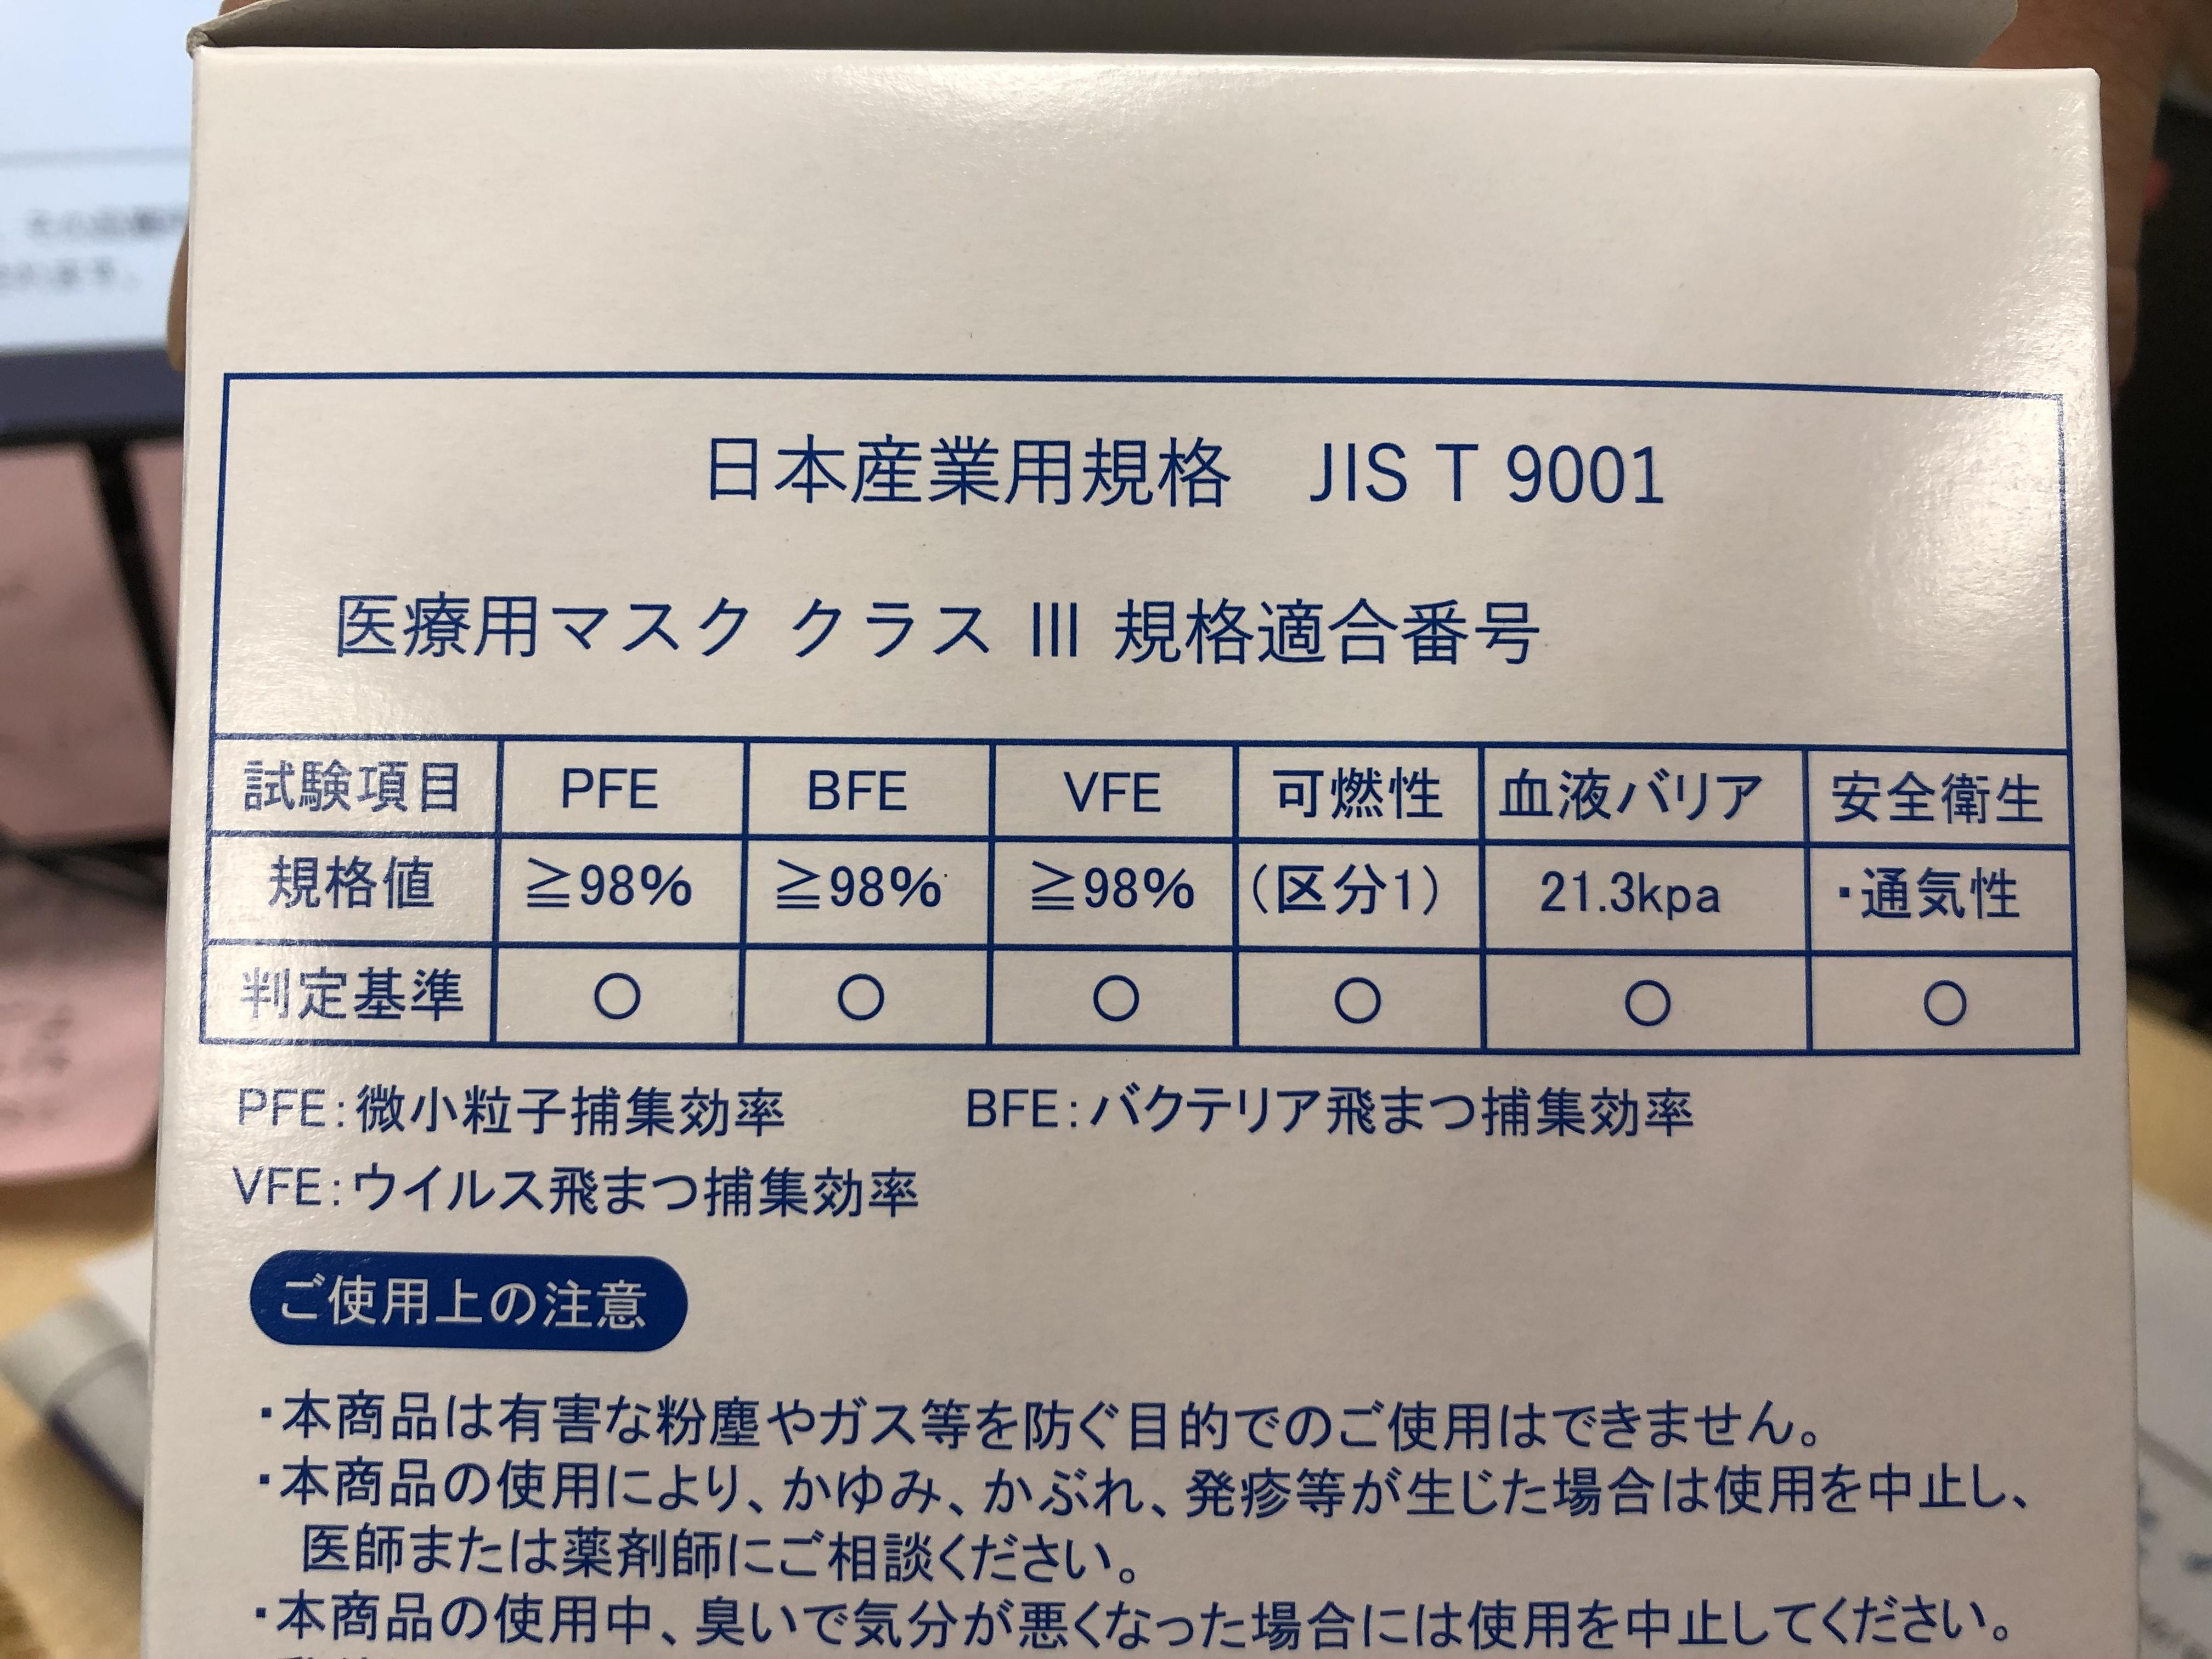 日本産業用規格 JIS T 9001
医療用マスク クラス III 規格適合番号
試験項目 PFE BFE VFE 可燃性 血液バリア 安全衛生
規格値 ≧98% ≧98% ≧98% (区分1) 21.3kpa ・通気性
判定基準 ○ ○ ○ ○ ○ ○
PFE:微小粒子捕集効率 BFE:バクテリア飛まつ捕集効率
VFE:ウイルス飛まつ捕集効率
ご使用上の注意
・本商品は有害な粉塵やガス等を防ぐ目的でのご使用はできません。
・本商品の使用により、かゆみ、かぶれ、発疹等が生じた場合は使用を中止し、
医師または薬剤師にご相談ください。
・本商品の使用中、臭いで気分が悪くなった場合には使用を中止してください。